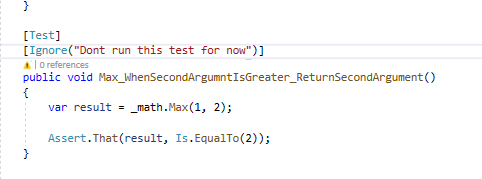 }
[Test]
[Ignore("Dont run this test for now")]
| 0 references
public void Max_WhenSecondArgumntIsGreater_ReturnSecondArgument()
{
var result = _math.Max(1, 2);
Assert.That(result, Is.EqualTo(2));
}